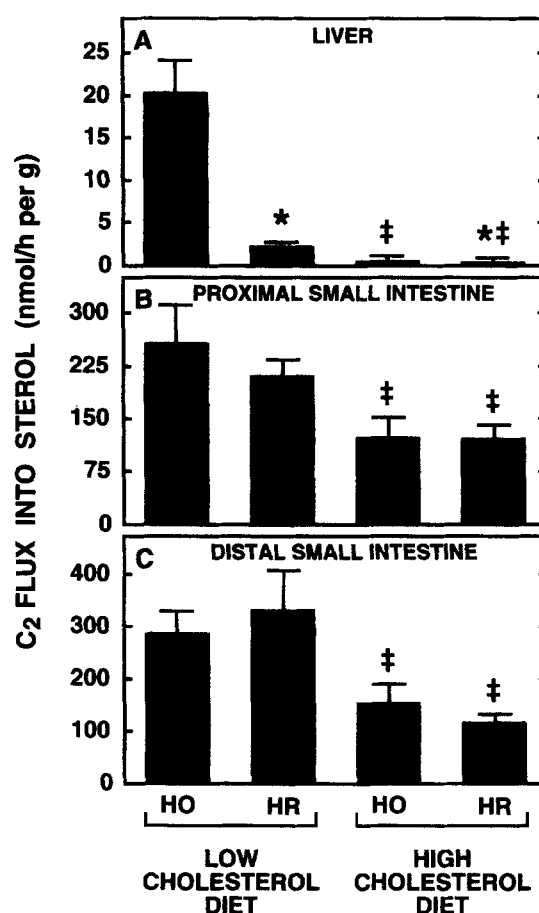 A
LIVER
25
20
15
10
5
0
*
‡
*‡
B
PROXIMAL SMALL INTESTINE
300
225
150
75
0
‡
‡
C
DISTAL SMALL INTESTINE
400
300
200
100
0
‡
‡
C2 FLUX INTO STEROL (nmol/h per g)
HO HR HO HR
LOW CHOLESTEROL DIET
HIGH CHOLESTEROL DIET